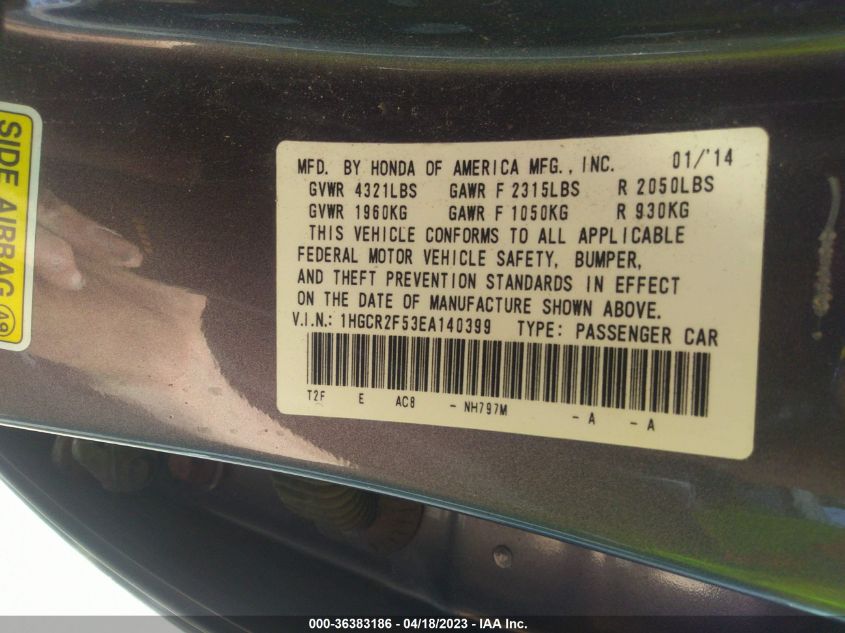 SIDE AIRBAG
MFD. BY HONDA OF AMERICA MFG., INC. 01/'14
GVWR 4321LBS GAWR F 2315LBS R 2050LBS
GVWR 1960KG GAWR F 1050KG R 930KG
THIS VEHICLE CONFORMS TO ALL APPLICABLE
FEDERAL MOTOR VEHICLE SAFETY, BUMPER,
AND THEFT PREVENTION STANDARDS IN EFFECT
ON THE DATE OF MANUFACTURE SHOWN ABOVE.
V.I.N.: 1HGCR2F53EA140399 TYPE: PASSENGER CAR
T2F E AC8 - NH797M - A - A
000-36383186 - 04/18/2023 - IAA Inc.